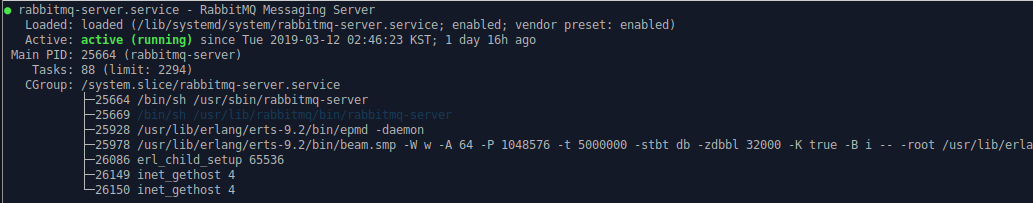 ● rabbitmq-server.service - RabbitMQ Messaging Server
   Loaded: loaded (/lib/systemd/system/rabbitmq-server.service; enabled; vendor preset: enabled)
   Active: active (running) since Tue 2019-03-12 02:46:23 KST; 1 day 16h ago
 Main PID: 25664 (rabbitmq-server)
    Tasks: 88 (limit: 2294)
   CGroup: /system.slice/rabbitmq-server.service
           ├─25664 /bin/sh /usr/sbin/rabbitmq-server
           ├─25669 /bin/sh /usr/lib/rabbitmq/bin/rabbitmq-server
           ├─25928 /usr/lib/erlang/erts-9.2/bin/epmd -daemon
           ├─25978 /usr/lib/erlang/erts-9.2/bin/beam.smp -W w -A 64 -P 1048576 -t 5000000 -stbt db -zdbbl 32000 -K true -B i -- -root /usr/lib/erla
           ├─26086 erl_child_setup 65536
           ├─26149 inet_gethost 4
           └─26150 inet_gethost 4